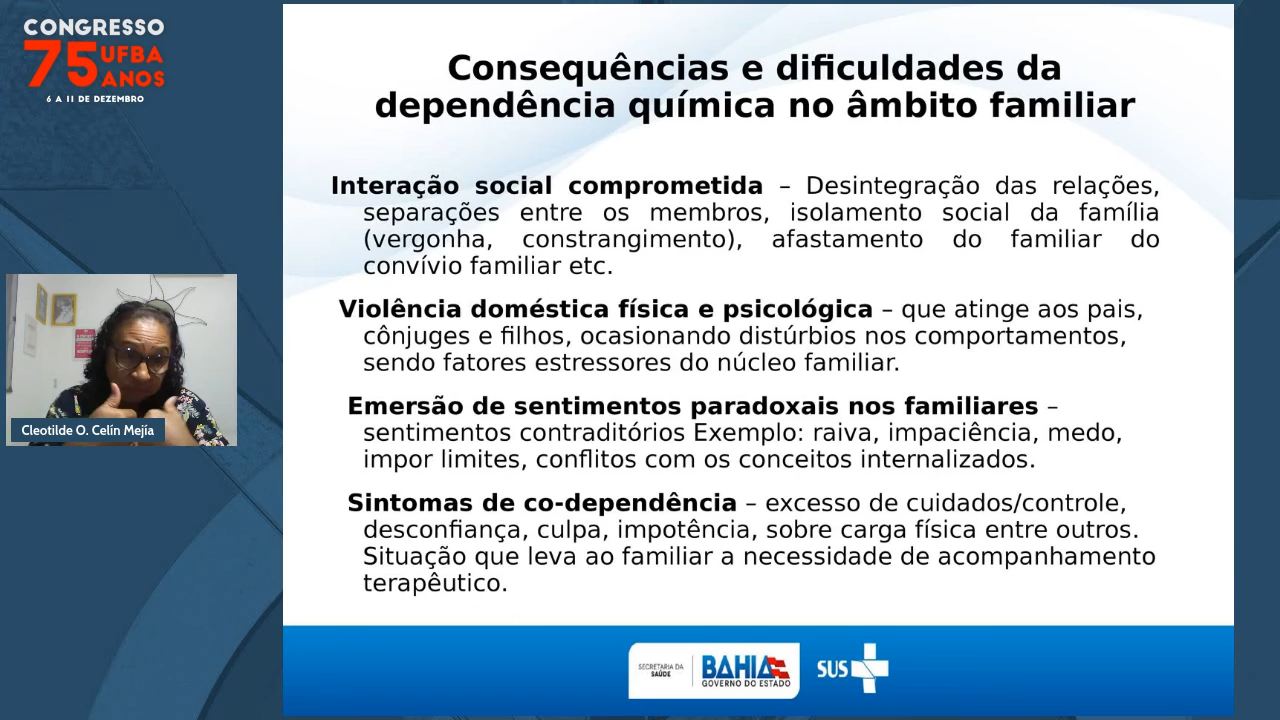 CONGRESSO
75 UFBA
ANOS
6 A 11 DE DEZEMBRO
Consequências e dificuldades da
dependência química no âmbito familiar
Interação social comprometida – Desintegração das relações,
separações entre os membros, isolamento social da família
(vergonha, constrangimento), afastamento do familiar do
convívio familiar etc.
Violência doméstica física e psicológica – que atinge aos pais,
cônjuges e filhos, ocasionando distúrbios nos comportamentos,
sendo fatores estressores do núcleo familiar.
Emersão de sentimentos paradoxais nos familiares –
sentimentos contraditórios Exemplo: raiva, impaciência, medo,
impor limites, conflitos com os conceitos internalizados.
Sintomas de co-dependência – excesso de cuidados/controle,
desconfiança, culpa, impotência, sobre carga física entre outros.
Situação que leva ao familiar a necessidade de acompanhamento
terapêutico.
Cleotilde O. Celín Mejía
SECRETARIA DA
SAÚDE
BAHIA
GOVERNO DO ESTADO
SUS